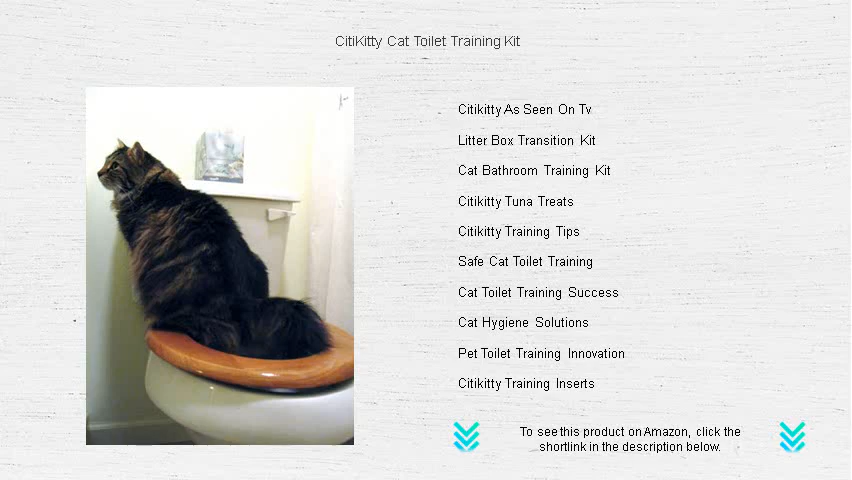 CitiKitty Cat Toilet Training Kit
Citikitty As Seen On Tv
Litter Box Transition Kit
Cat Bathroom Training Kit
Citikitty Tuna Treats
Citikitty Training Tips
Safe Cat Toilet Training
Cat Toilet Training Success
Cat Hygiene Solutions
Pet Toilet Training Innovation
Citikitty Training Inserts
To see this product on Amazon, click the
shortlink in the description below.